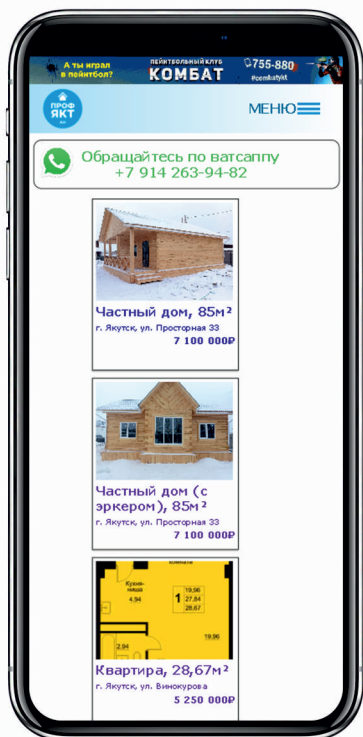 А ты играл
в пейнтбол?
ПЕЙНТБОЛЬНЫЙ КЛУБ
КОМБАТ
755-880
#combatykt
ПРОФ
ЯКТ
МЕНЮ
Обращайтесь по ватсаппу
+7 914 263-94-82
Частный дом, 85м²
г. Якутск, ул. Просторная 33
7 100 000₽
Частный дом (с
эркером), 85м²
г. Якутск, ул. Просторная 33
7 100 000₽
Кухня-
ниша
4,94
1
19,96
27,84
28,67
2,94
19,96
Квартира, 28,67м²
г. Якутск, ул. Винокурова
5 250 000₽